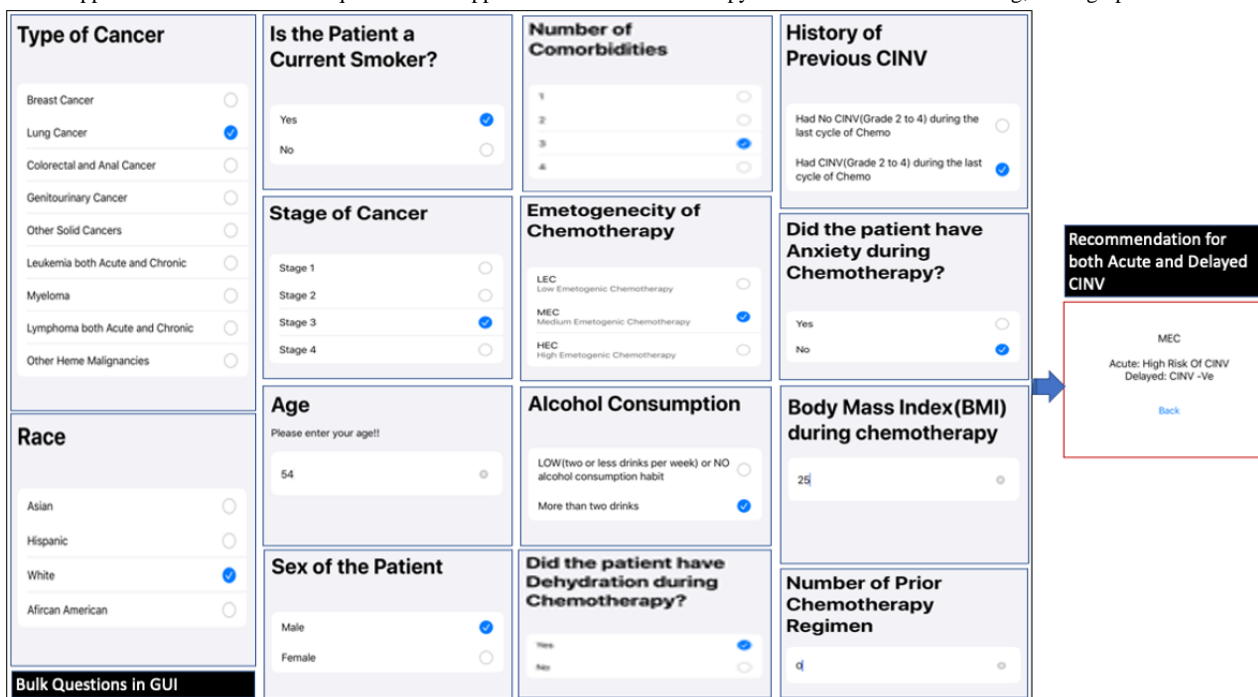 Type of Cancer
Breast Cancer
Lung Cancer
Colorectal and Anal Cancer
Genitourinary Cancer
Other Solid Cancers
Leukemia both Acute and Chronic
Myeloma
Lymphoma both Acute and Chronic
Other Heme Malignancies
Race
Asian
Hispanic
White
Afircan American
Bulk Questions in GUI
Is the Patient a
Current Smoker?
Yes
No
Stage of Cancer
Stage 1
Stage 2
Stage 3
Stage 4
Age
Please enter your age!!
54
Sex of the Patient
Male
Female
Number of
Comorbidities
1
2
3
4
Emetogenecity of
Chemotherapy
LEC
Low Emetogenic Chemotherapy
MEC
Medium Emetogenic Chemotherapy
HEC
High Emetogenic Chemotherapy
Alcohol Consumption
LOW(two or less drinks per week) or NO
alcohol consumption habit
More than two drinks
Did the patient have
Dehydration during
Chemotherapy?
Yes
No
History of
Previous CINV
Had No CINV(Grade 2 to 4) during the
last cycle of Chemo
Had CINV(Grade 2 to 4) during the last
cycle of Chemo
Did the patient have
Anxiety during
Chemotherapy?
Yes
No
Body Mass Index(BMI)
during chemotherapy
25
Number of Prior
Chemotherapy
Regimen
0
Recommendation for
both Acute and Delayed
CINV
MEC
Acute: High Risk Of CINV
Delayed: CINV -Ve
Back